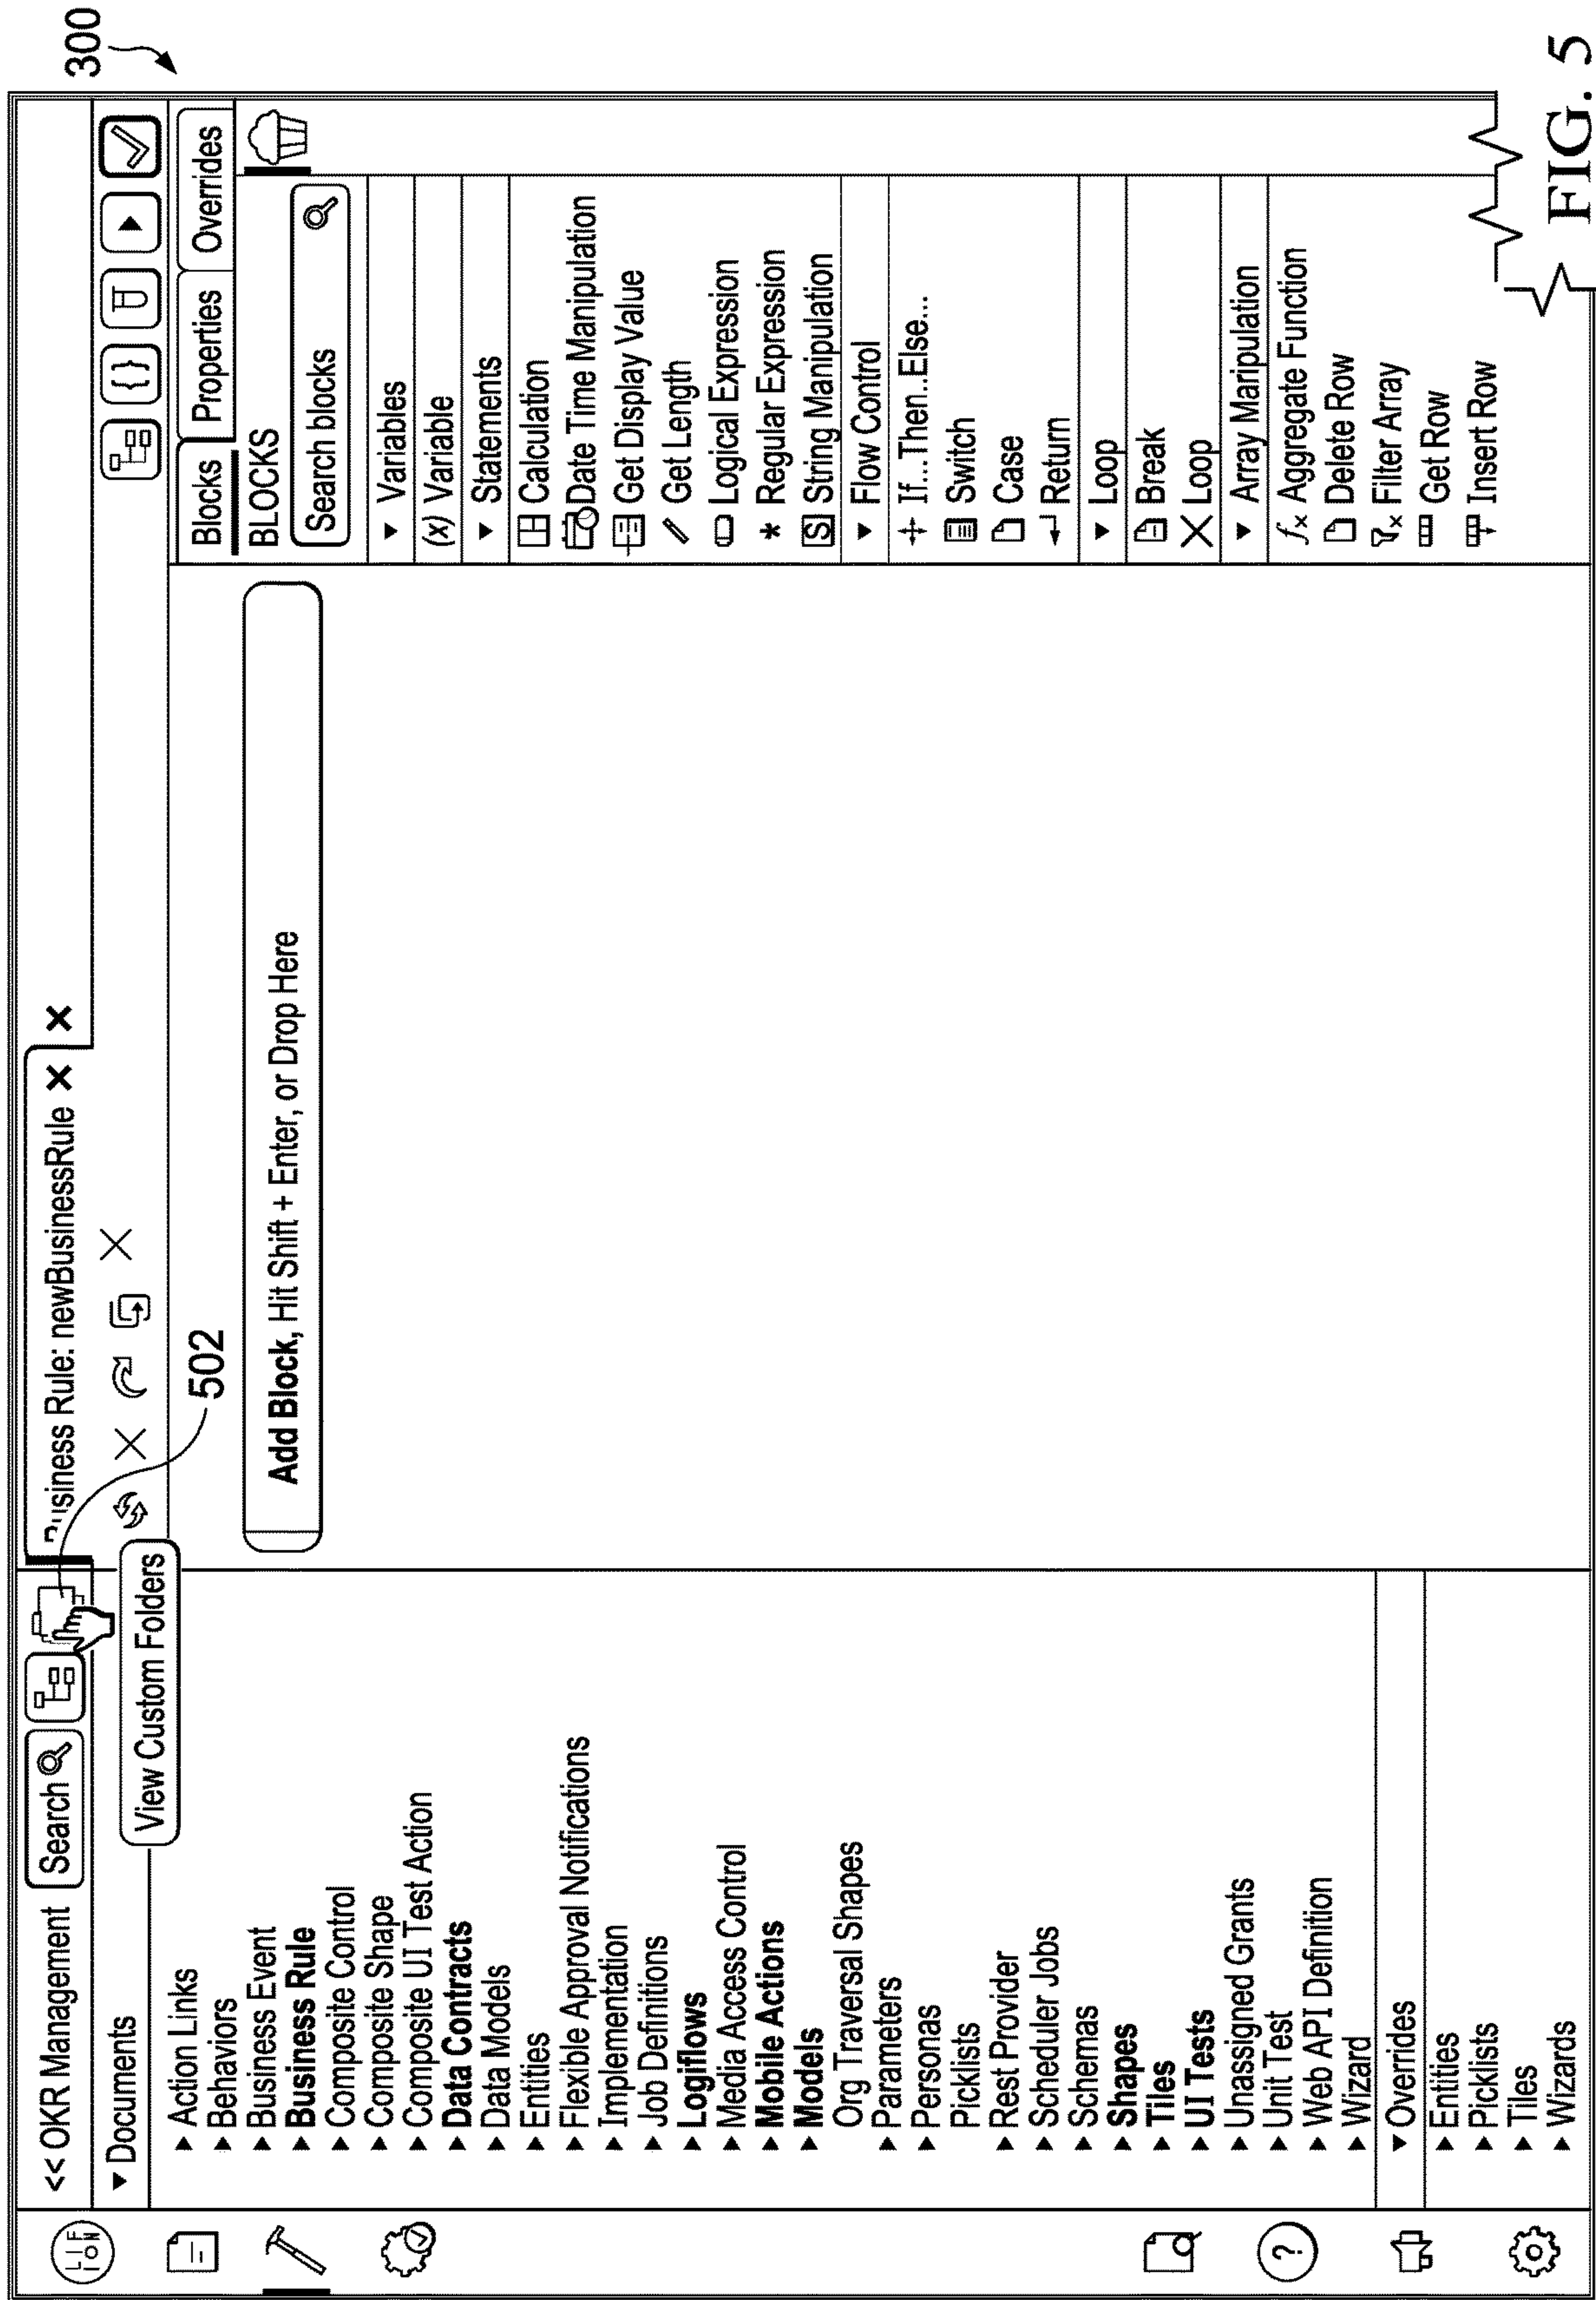 300
<< OKR Management
Search
usiness Rule: newBusinessRule
View Custom Folders
502
Documents
Action Links
Behaviors
Business Event
Business Rule
Composite Control
Composite Shape
Composite UI Test Action
Data Contracts
Data Models
Entities
Flexible Approval Notifications
Implementation
Job Definitions
Logiflows
Media Access Control
Mobile Actions
Models
Org Traversal Shapes
Parameters
Personas
Picklists
Rest Provider
Scheduler Jobs
Schemas
Shapes
Tiles
UI Tests
Unassigned Grants
Unit Test
Web API Definition
Wizard
Overrides
Entities
Picklists
Tiles
Wizards
Add Block, Hit Shift + Enter, or Drop Here
{ }
Blocks Properties Overrides
BLOCKS
Search blocks
Variables
(x) Variable
Statements
Calculation
Date Time Manipulation
Get Display Value
Get Length
Logical Expression
* Regular Expression
S String Manipulation
Flow Control
If...Then..Else...
Switch
Case
Return
Loop
Break
Loop
Array Maripulation
fx Aggregate Function
Delete Row
Filter Array
Get Row
Insert Row
LIFION
?
FIG. 5